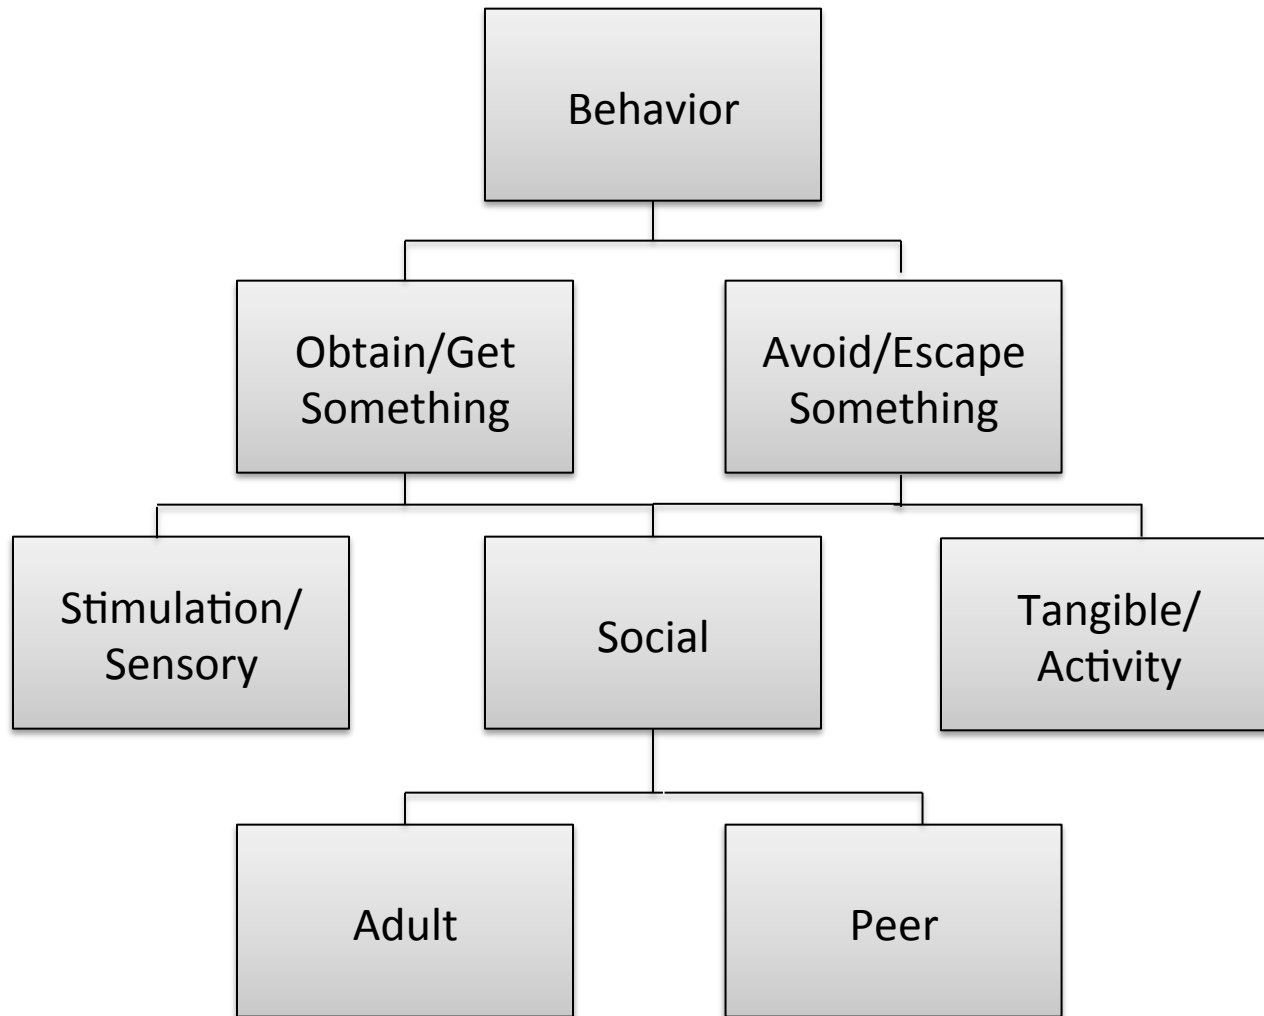 Behavior
Obtain/Get
Something
Avoid/Escape
Something
Stimulation/
Sensory
Social
Tangible/
Activity
Adult
Peer